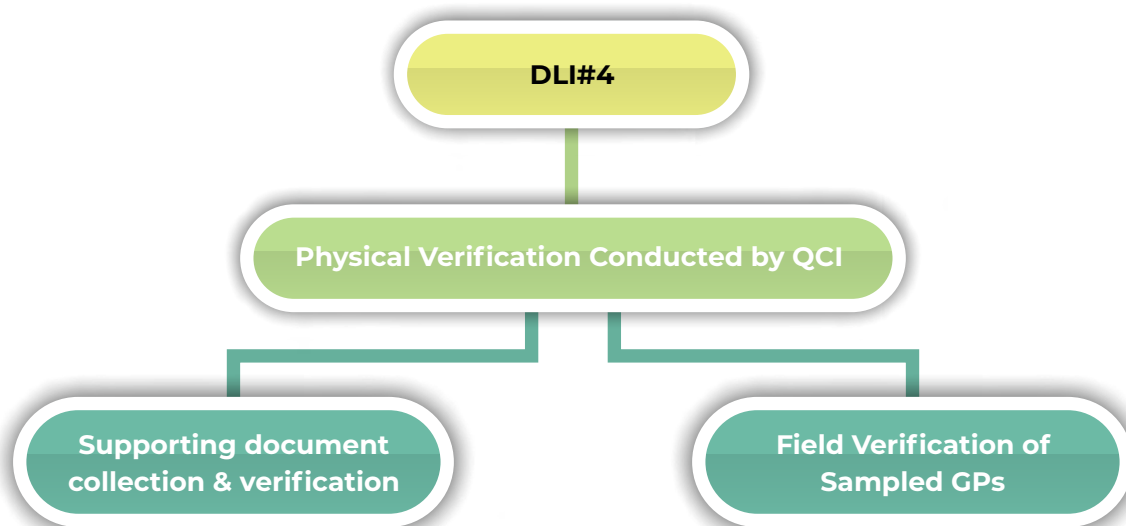 DLI#4
Physical Verification Conducted by QCI
Supporting document
collection & verification
Field Verification of
Sampled GPs